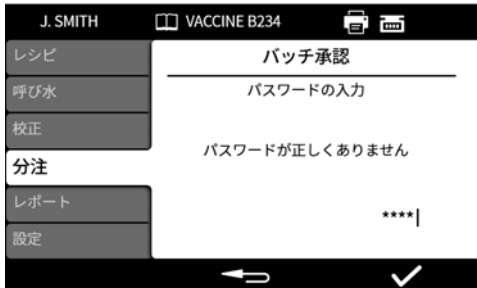 J. SMITH
VACCINE B234
レシピ
呼び水
校正
分注
レポート
設定
バッチ承認
パスワードの入力
パスワードが正しくありません
****